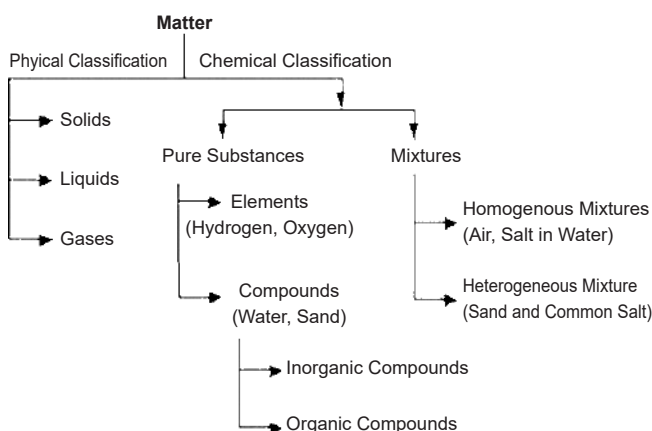 Matter
Phyical Classification
Chemical Classification
Solids
Liquids
Gases
Pure Substances
Mixtures
Elements
(Hydrogen, Oxygen)
Compounds
(Water, Sand)
Inorganic Compounds
Organic Compounds
Homogenous Mixtures
(Air, Salt in Water)
Heterogeneous Mixture
(Sand and Common Salt)